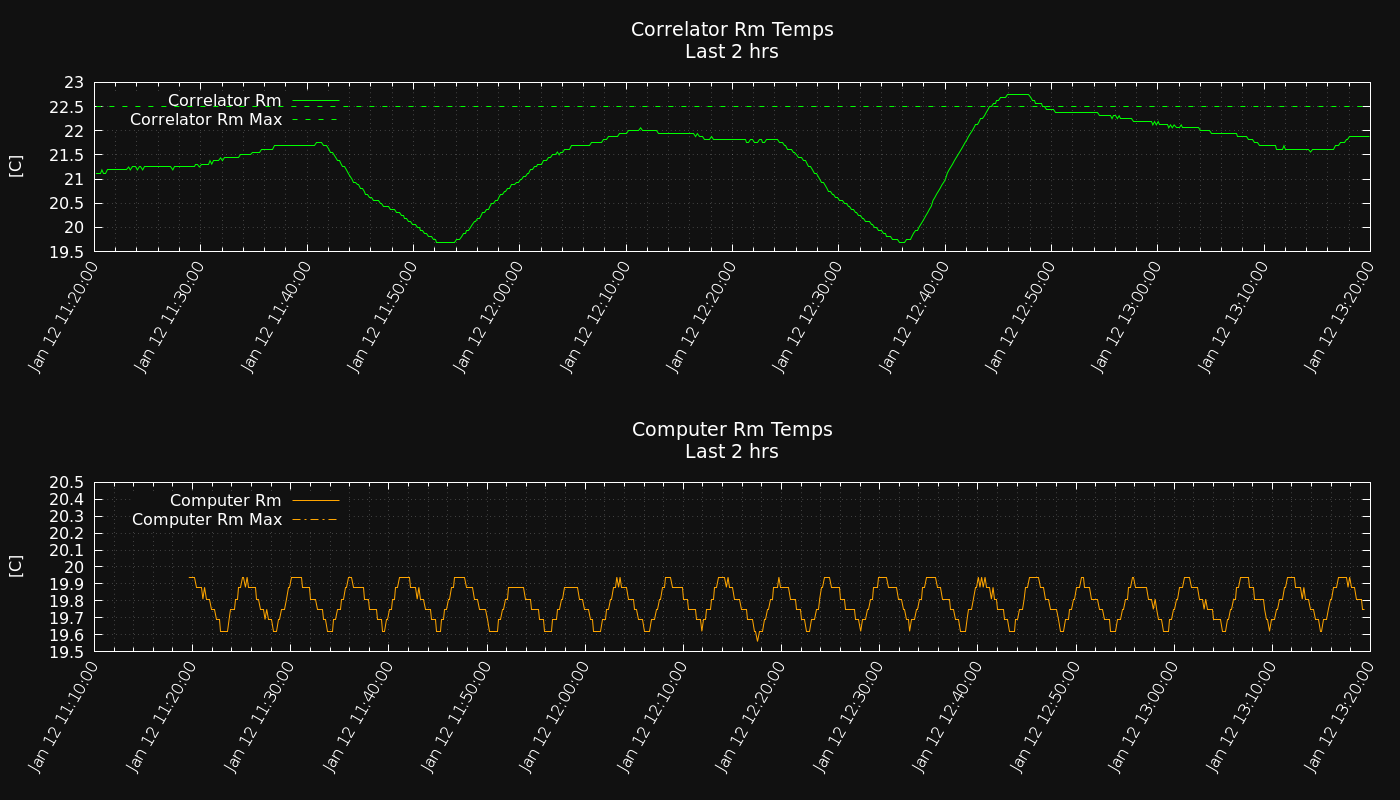 Correlator Rm Temps
Last 2 hrs
23
22.5
22
21.5
21
20.5
20
19.5
[C]
Correlator Rm
Correlator Rm Max
Jan 12 11:20:00
Jan 12 11:30:00
Jan 12 11:40:00
Jan 12 11:50:00
Jan 12 12:00:00
Jan 12 12:10:00
Jan 12 12:20:00
Jan 12 12:30:00
Jan 12 12:40:00
Jan 12 12:50:00
Jan 12 13:00:00
Jan 12 13:10:00
Jan 12 13:20:00
Computer Rm Temps
Last 2 hrs
20.5
20.4
20.3
20.2
20.1
20
19.9
19.8
19.7
19.6
19.5
[C]
Computer Rm
Computer Rm Max
Jan 12 11:10:00
Jan 12 11:20:00
Jan 12 11:30:00
Jan 12 11:40:00
Jan 12 11:50:00
Jan 12 12:00:00
Jan 12 12:10:00
Jan 12 12:20:00
Jan 12 12:30:00
Jan 12 12:40:00
Jan 12 12:50:00
Jan 12 13:00:00
Jan 12 13:10:00
Jan 12 13:20:00